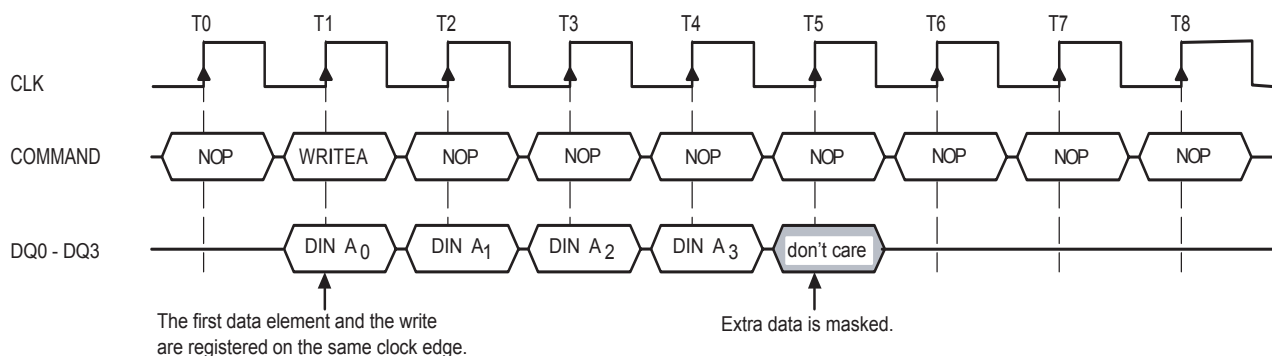 T0 T1 T2 T3 T4 T5 T6 T7 T8
CLK
COMMAND NOP WRITEA NOP NOP NOP NOP NOP NOP NOP
DQ0 - DQ3 DIN A0 DIN A1 DIN A2 DIN A3 don't care
The first data element and the write
are registered on the same clock edge.
Extra data is masked.